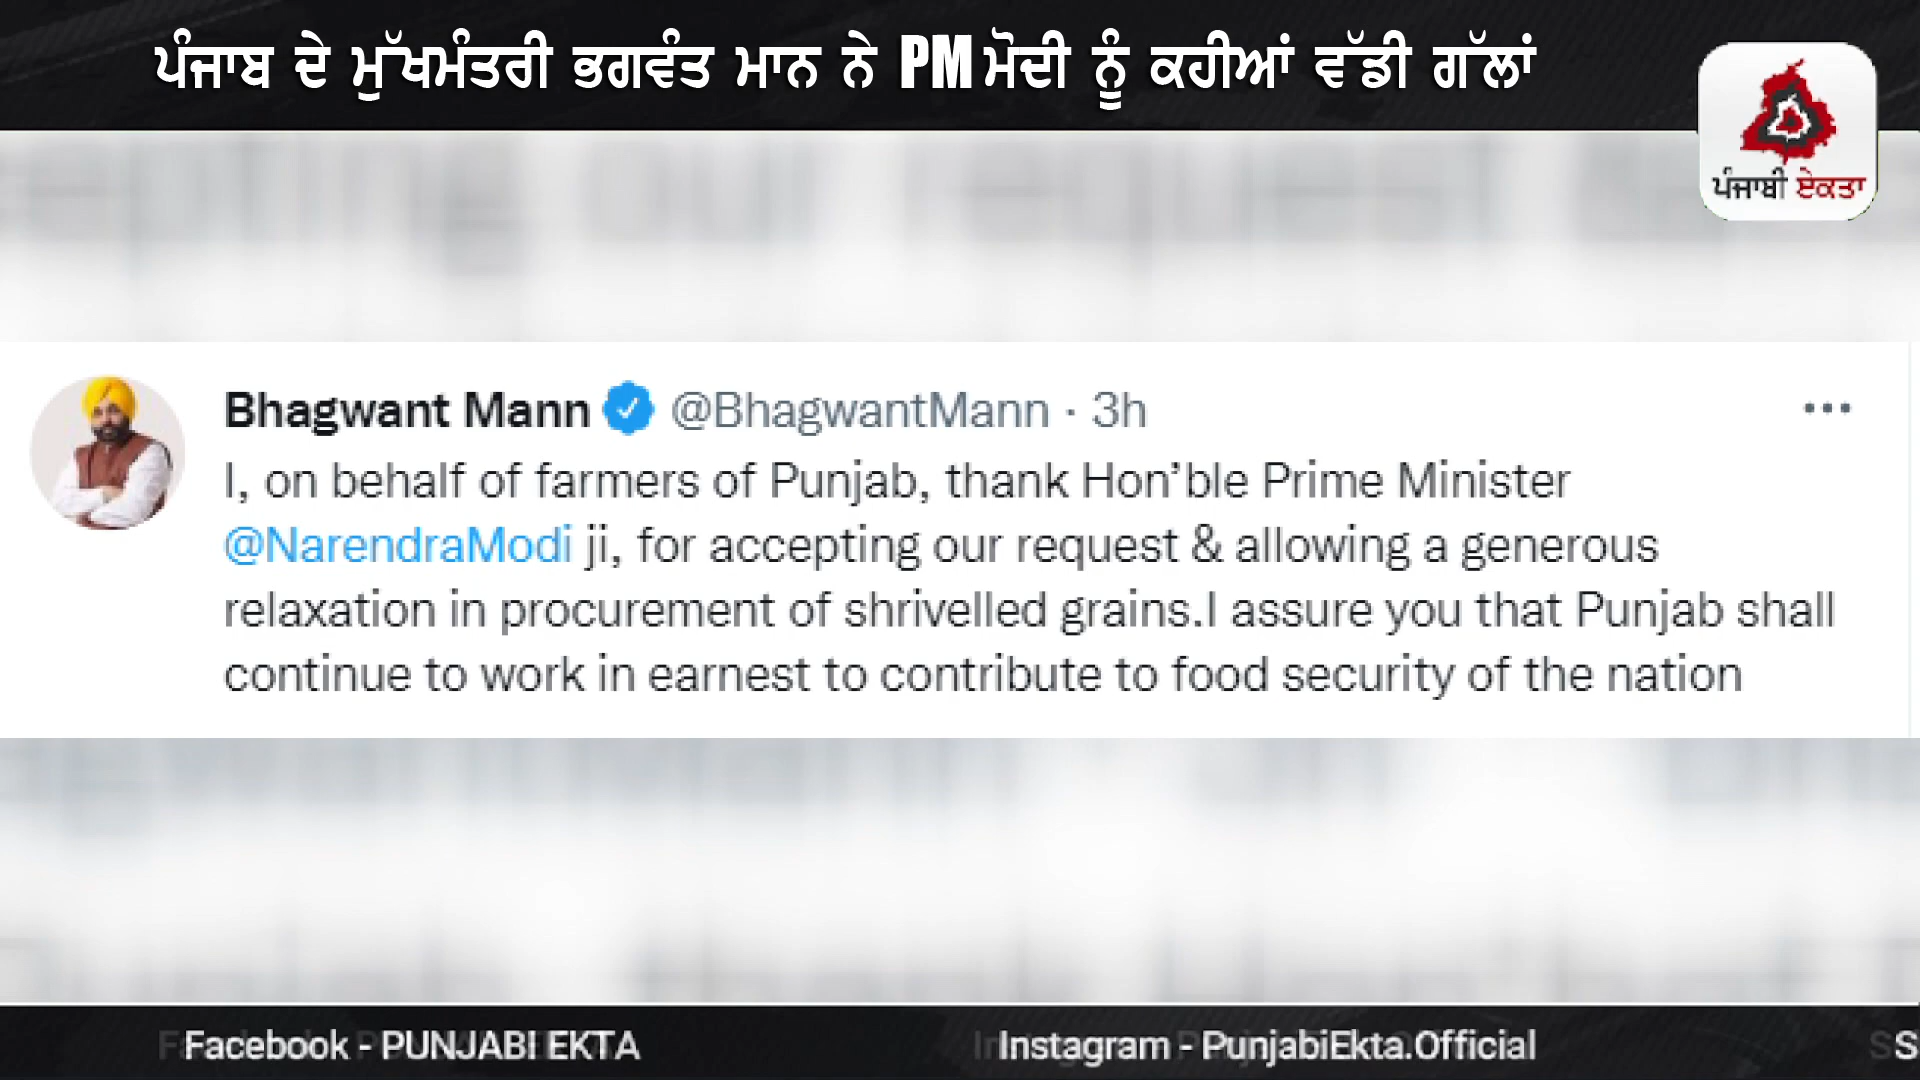 ਪੰਜਾਬ ਦੇ ਮੁੱਖਮੰਤਰੀ ਭਗਵੰਤ ਮਾਨ ਨੇ PM ਮੋਦੀ ਨੂੰ ਕਹੀਆਂ ਵੱਡੀ ਗੱਲਾਂ
ਪੰਜਾਬੀ ਏਕਤਾ
Bhagwant Mann @BhagwantMann · 3h
I, on behalf of farmers of Punjab, thank Hon’ble Prime Minister
@NarendraModi ji, for accepting our request & allowing a generous
relaxation in procurement of shrivelled grains.I assure you that Punjab shall
continue to work in earnest to contribute to food security of the nation
Facebook - PUNJABI EKTA Instagram - PunjabiEkta.Official